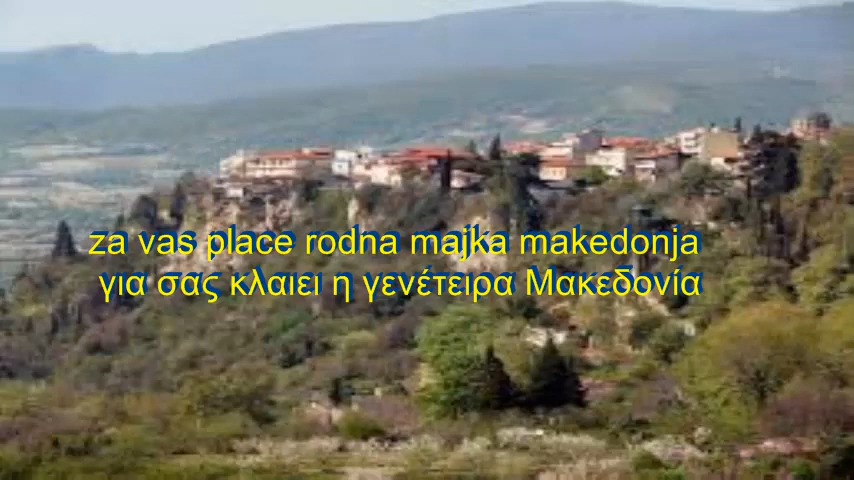 za vas place rodna majka makedonja
για σας κλαιει η γενέτειρα Μακεδονία